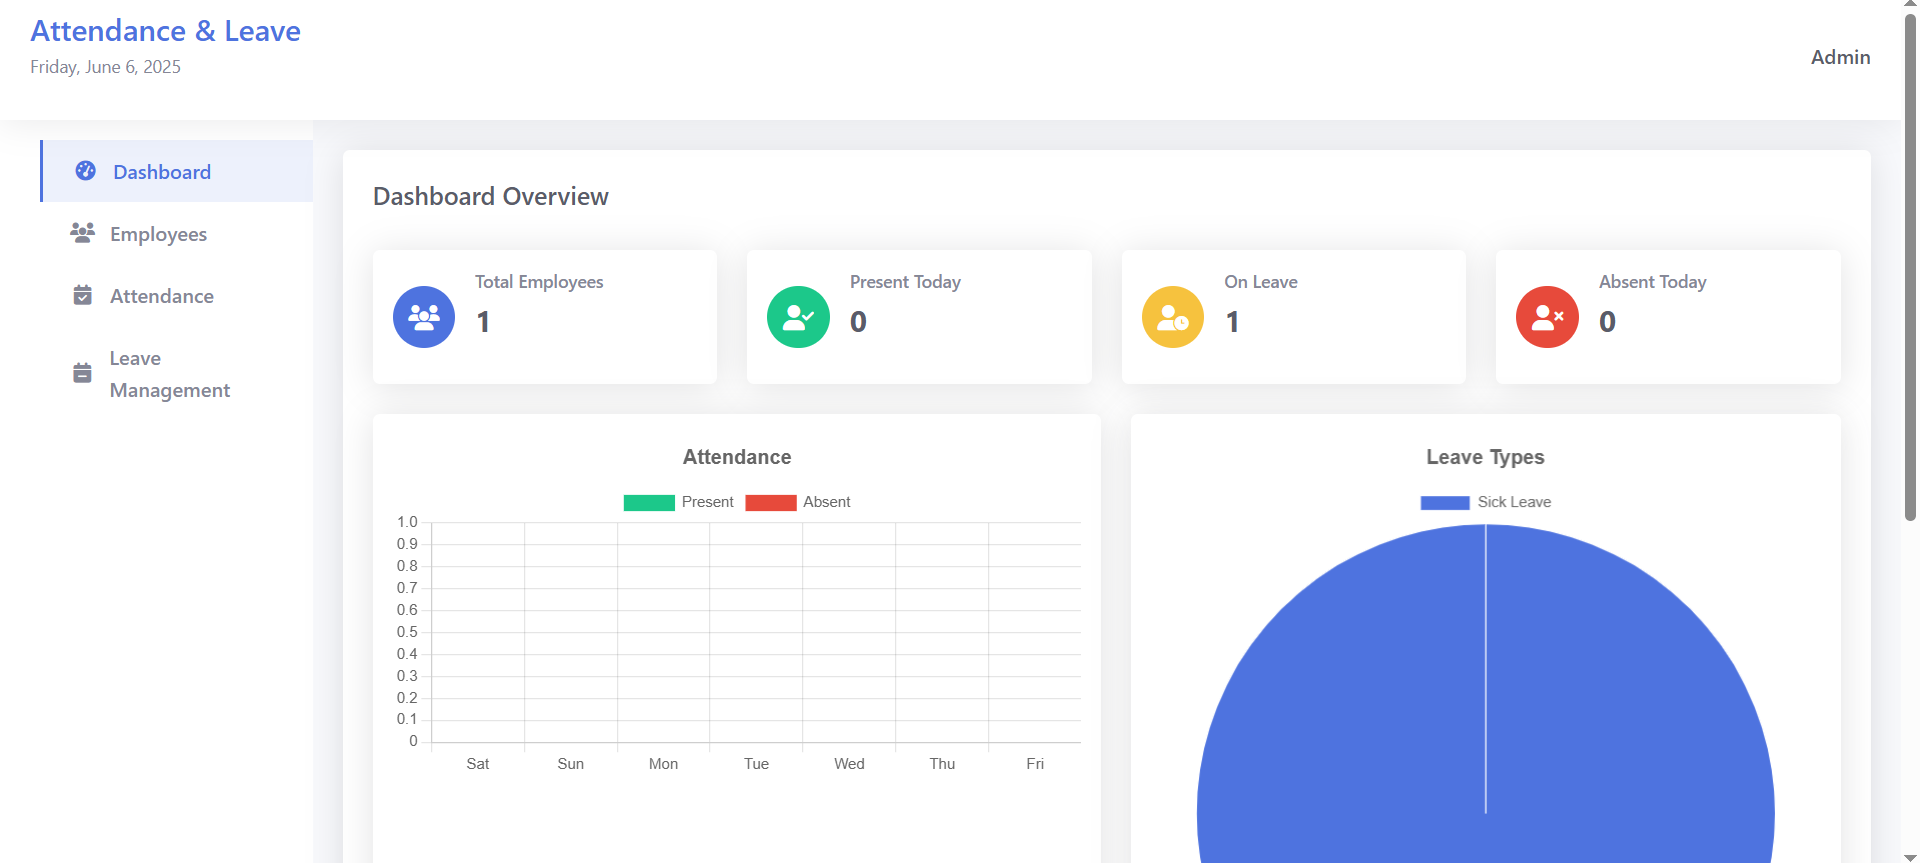 Attendance & Leave
Friday, June 6, 2025
Admin
Dashboard
Employees
Attendance
Leave
Management
Dashboard Overview
Total Employees
1
Present Today
0
On Leave
1
Absent Today
0
Attendance
Present Absent
1.0
0.9
0.8
0.7
0.6
0.5
0.4
0.3
0.2
0.1
0
Sat Sun Mon Tue Wed Thu Fri
Leave Types
Sick Leave